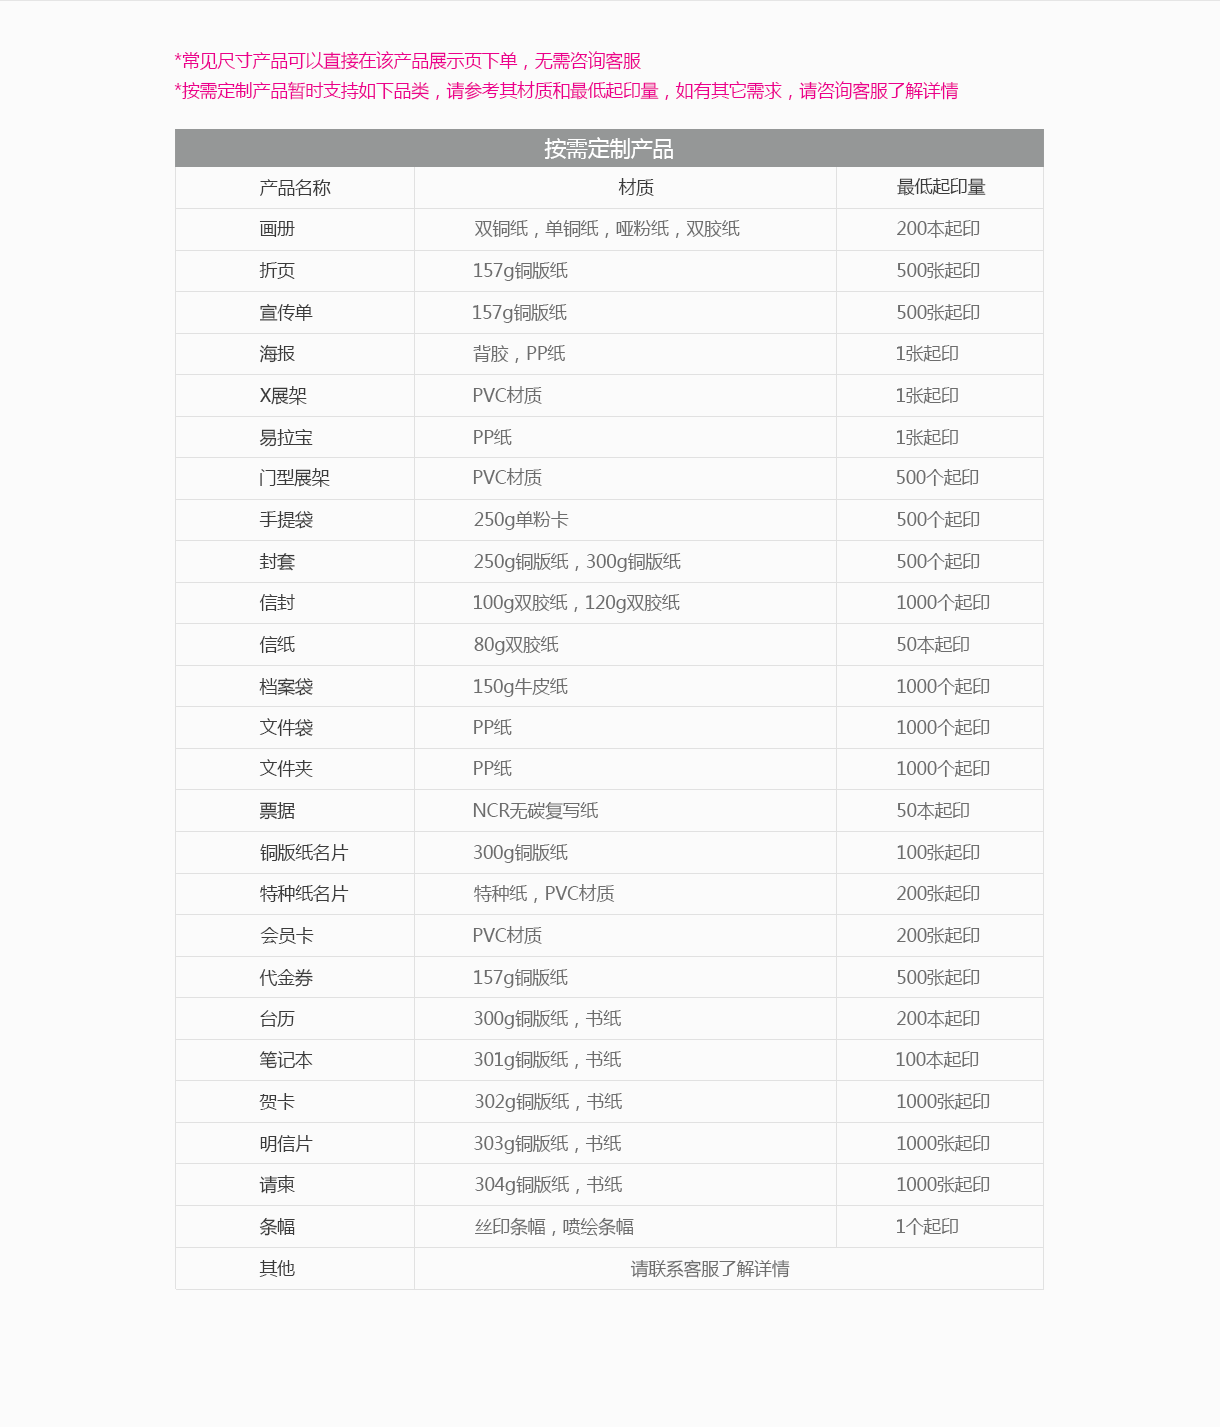 *常见尺寸产品可以直接在该产品展示页下单，无需咨询客服
*按需定制产品暂时支持如下品类，请参考其材质和最低起印量，如有其它需求，请咨询客服了解详情
按需定制产品
产品名称 材质 最低起印量
画册 双铜纸，单铜纸，哑粉纸，双胶纸 200本起印
折页 157g铜版纸 500张起印
宣传单 157g铜版纸 500张起印
海报 背胶，PP纸 1张起印
X展架 PVC材质 1张起印
易拉宝 PP纸 1张起印
门型展架 PVC材质 500个起印
手提袋 250g单粉卡 500个起印
封套 250g铜版纸，300g铜版纸 500个起印
信封 100g双胶纸，120g双胶纸 1000个起印
信纸 80g双胶纸 50本起印
档案袋 150g牛皮纸 1000个起印
文件袋 PP纸 1000个起印
文件夹 PP纸 1000个起印
票据 NCR无碳复写纸 50本起印
铜版纸名片 300g铜版纸 100张起印
特种纸名片 特种纸，PVC材质 200张起印
会员卡 PVC材质 200张起印
代金券 157g铜版纸 500张起印
台历 300g铜版纸，书纸 200本起印
笔记本 301g铜版纸，书纸 100本起印
贺卡 302g铜版纸，书纸 1000张起印
明信片 303g铜版纸，书纸 1000张起印
请柬 304g铜版纸，书纸 1000张起印
条幅 丝印条幅，喷绘条幅 1个起印
其他 请联系客服了解详情